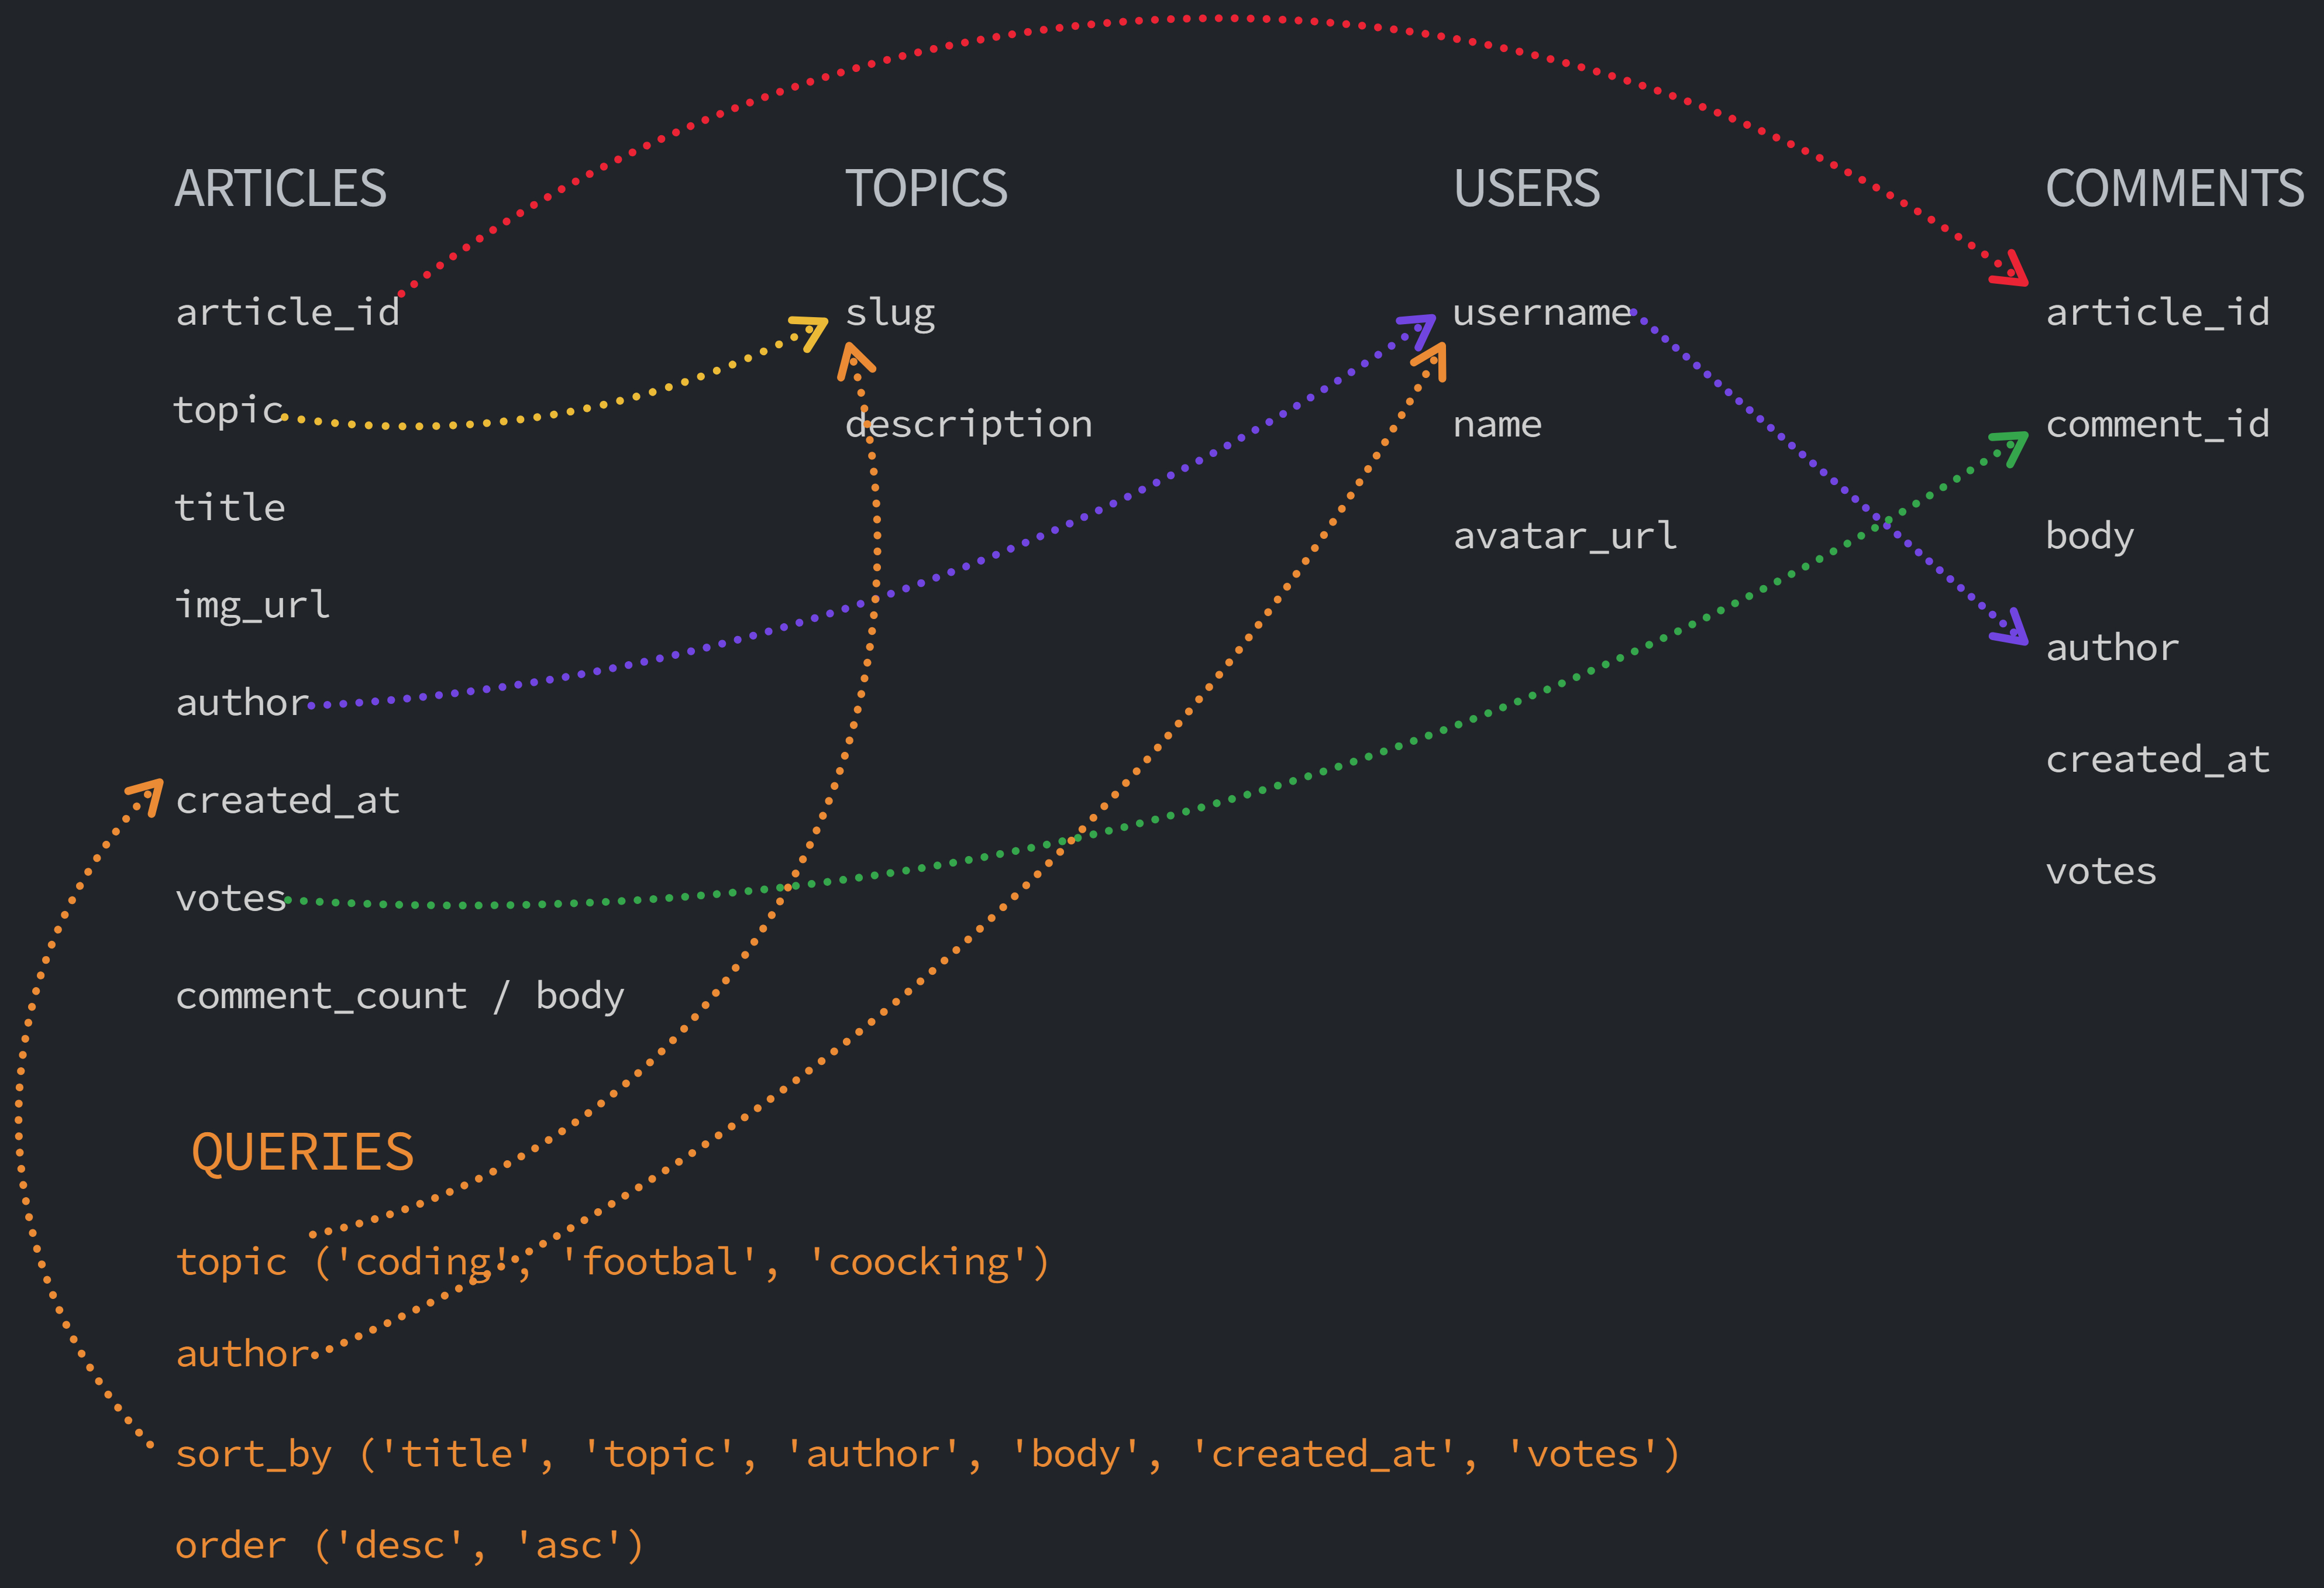 ARTICLES
article_id
topic
title
img_url
author
created_at
votes
comment_count / body
TOPICS
slug
description
USERS
username
name
avatar_url
COMMENTS
article_id
comment_id
body
author
created_at
votes
QUERIES
topic ('coding', 'footbal', 'coocking')
author
sort_by ('title', 'topic', 'author', 'body', 'created_at', 'votes')
order ('desc', 'asc')